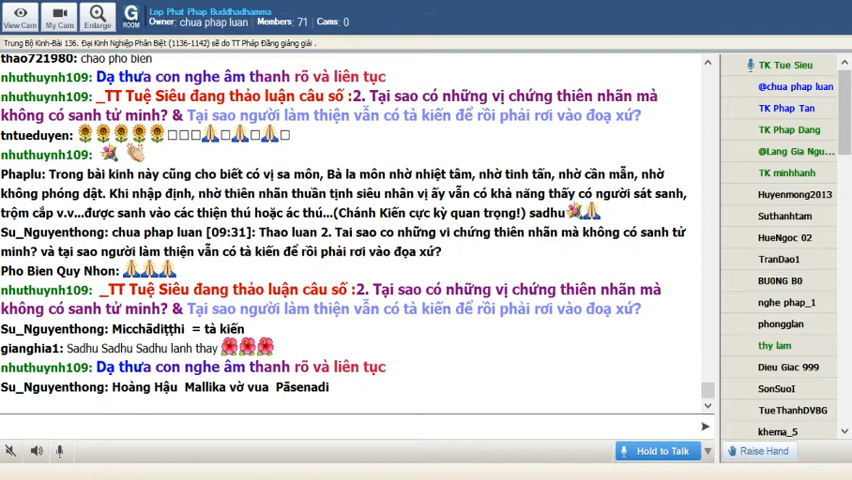 View Cam
My Cam
Enlarge
G
ROOM
Lop Phat Phap Buddhadhamma
Owner: chua phap luan Members: 71 Cams: 0
Trung Bộ Kinh-Bài 136. Đại Kinh Nghiệp Phân Biệt (1136-1142) sẽ do TT Pháp Đăng giảng giải .
thao721980: chao pho bien
nhuthuynh109: Dạ thưa con nghe âm thanh rõ và liên tục
nhuthuynh109: _TT Tuệ Siêu đang thảo luận câu số :2. Tại sao có những vị chứng thiên nhãn mà
không có sanh tử minh? & Tại sao người làm thiện vẫn có tà kiến để rồi phải rơi vào đọa xứ?
tntueduyen:
nhuthuynh109:
Phaplu: Trong bài kinh này cũng cho biết có vị sa môn, Bà la môn nhờ nhiệt tâm, nhờ tinh tấn, nhờ cần mẫn, nhờ
không phóng dật. Khi nhập định, nhờ thiên nhãn thuần tịnh siêu nhân vị ấy vẫn có khả năng thấy có người sát sanh,
trộm cắp v.v...được sanh vào các thiện thú hoặc ác thú...(Chánh Kiến cực kỳ quan trọng!) sadhu
Su_Nguyenthong: chua phap luan [09:31]: Thao luan 2. Tai sao co những vi chứng thiên nhãn mà không có sanh tử
minh? và tại sao người làm thiện vẫn có tà kiến để rồi phải rơi vào đọa xứ?
Pho Bien Quy Nhon:
nhuthuynh109: _TT Tuệ Siêu đang thảo luận câu số :2. Tại sao có những vị chứng thiên nhãn mà
không có sanh tử minh? & Tại sao người làm thiện vẫn có tà kiến để rồi phải rơi vào đọa xứ?
Su_Nguyenthong: Micchādiṭṭhi = tà kiến
gianghia1: Sadhu Sadhu Sadhu lanh thay
nhuthuynh109: Dạ thưa con nghe âm thanh rõ và liên tục
Su_Nguyenthong: Hoàng Hậu Mallika vờ vua Pāsenadi
TK Tue Sieu
@chua phap luan
TK Phap Tan
TK Phap Dang
@Lang Gia Ngu...
TK minhhanh
Huyenmong2013
Suthanhtam
HueNgoc 02
TranDao1
BU0NG B0
nghe phap_1
phongglan
thy lam
Dieu Giac 999
SonSuoI
TueThanhDVBG
khema_5
Hold to Talk
Raise Hand